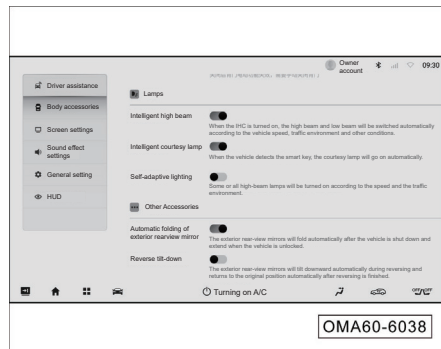 Owner
account
09:30
Driver assistance
Body accessories
Screen settings
Sound effect
settings
General setting
HUD
Lamps
Intelligent high beam
When the IHC is turned on, the high beam and low beam will be switched automatically
according to the vehicle speed, traffic environment and other conditions.
Intelligent courtesy lamp
When the vehicle detects the smart key, the courtesy lamp will go on automatically.
Self-adaptive lighting
Some or all high-beam lamps will be turned on according to the speed and the traffic
environment.
Other Accessories
Automatic folding of
exterior rearview mirror
The exterior rear-view mirrors will fold automatically after the vehicle is shut down and
extend when the vehicle is unlocked.
Reverse tilt-down
The exterior rear-view mirrors will tilt downward automatically during reversing and
returns to the original position automatically after reversing is finished.
Turning on A/C
OFF OFF
OMA60-6038